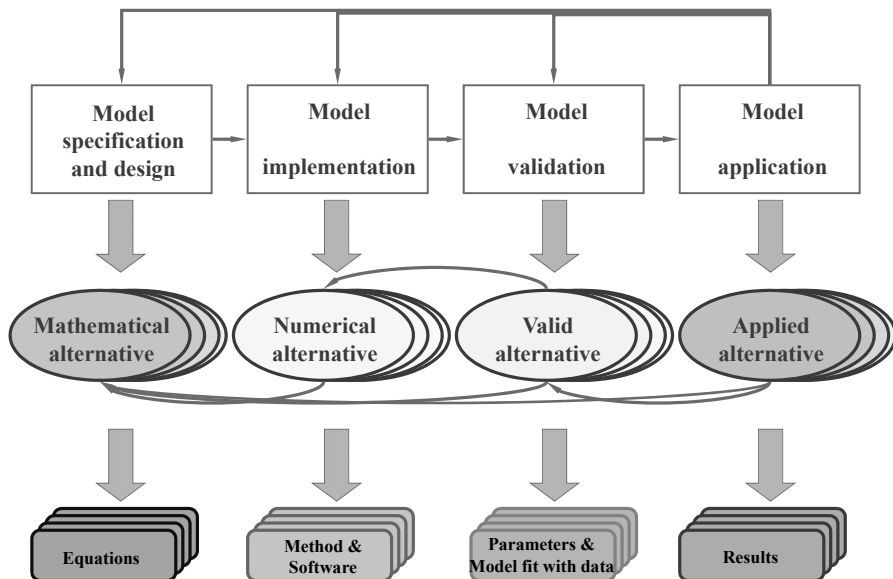 Model
specification
and design
Model
implementation
Model
validation
Model
application
Mathematical
alternative
Numerical
alternative
Valid
alternative
Applied
alternative
Equations
Method &
Software
Parameters &
Model fit with data
Results